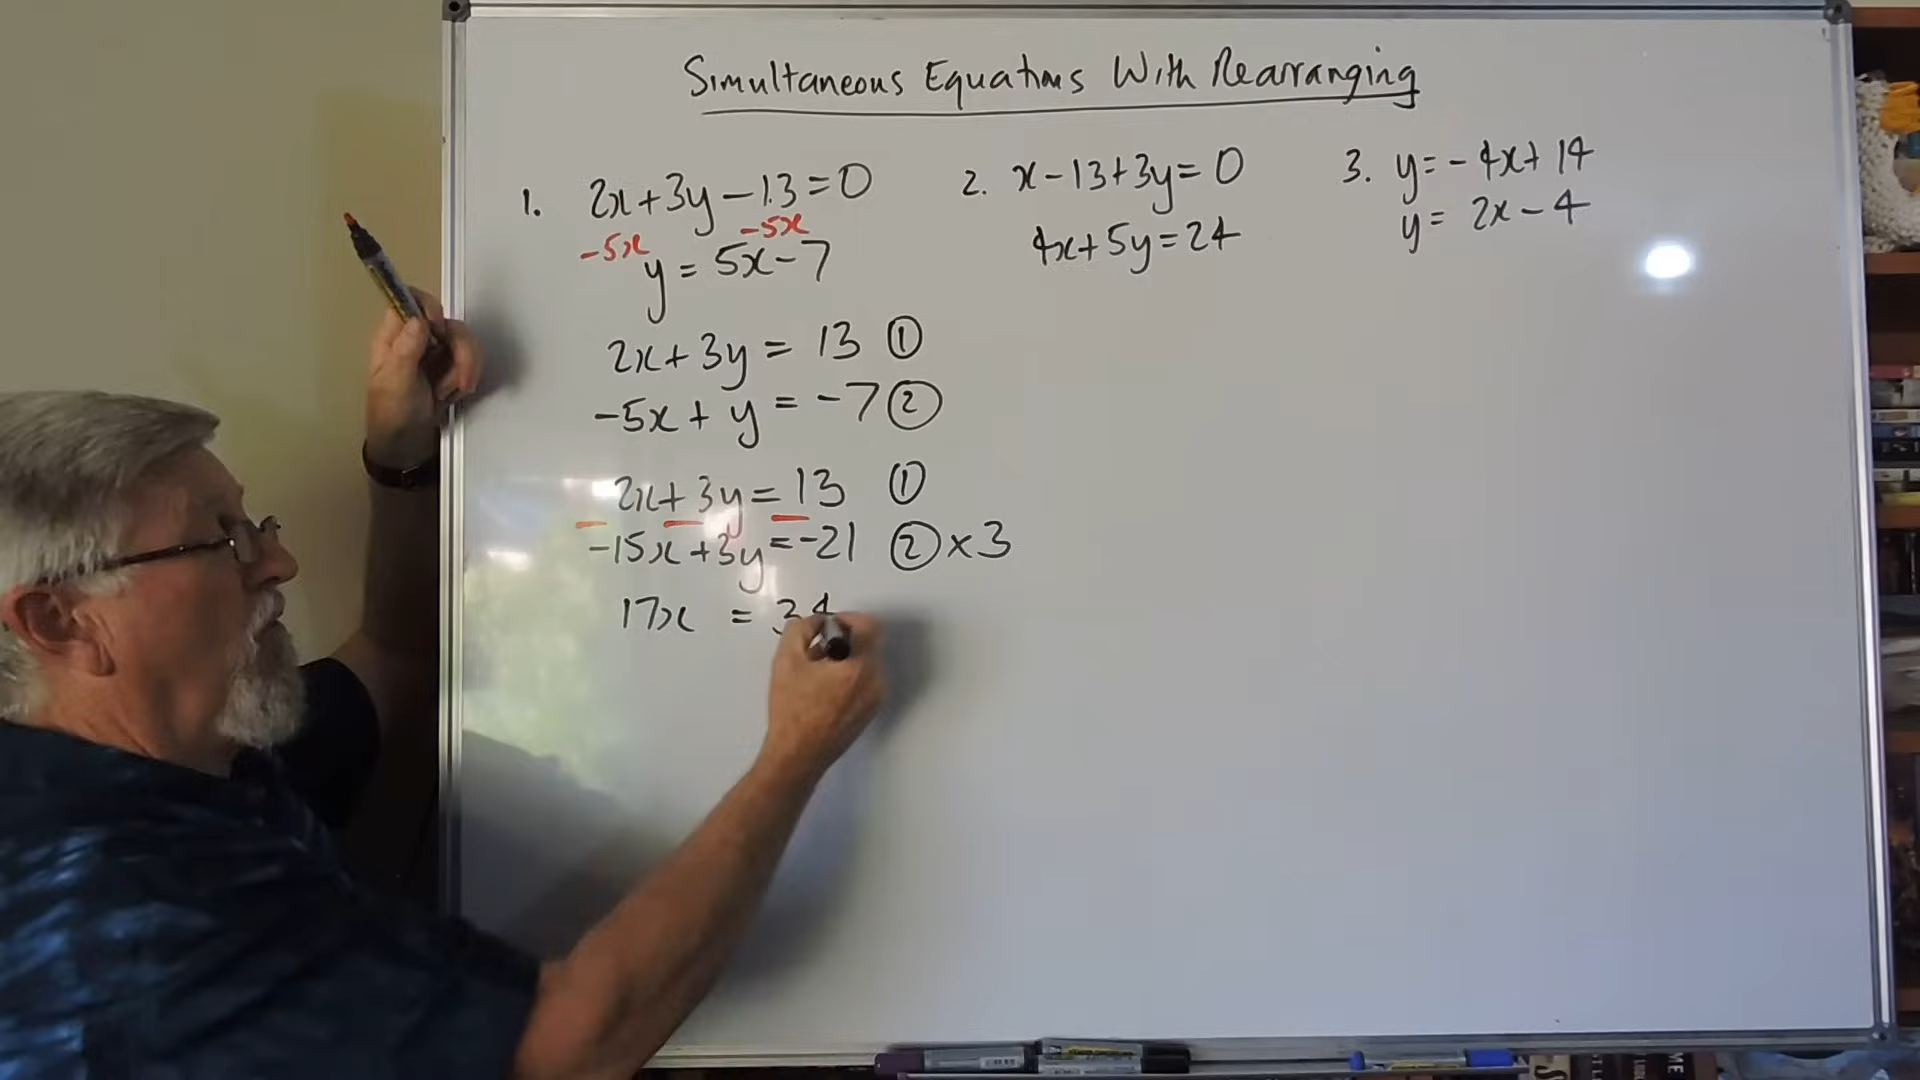 Simultaneous Equations With Rearranging
1. 2x+3y-13=0
-5x -5x
y = 5x-7
2x+3y = 13 ①
-5x + y = -7 ②
2x+3y = 13 ①
-15x+3y = -21 ②×3
17x = 34
2. x-13+3y=0
4x+5y=24
3. y=-4x+14
y= 2x-4